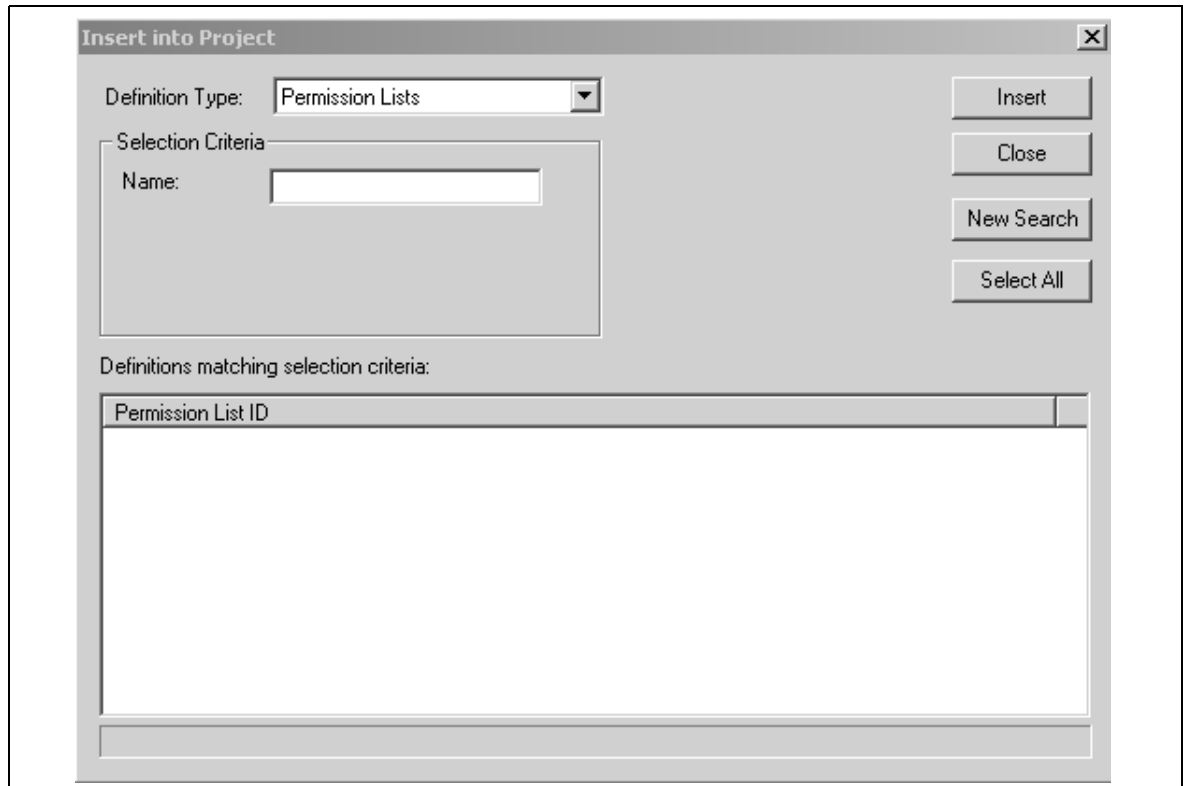 Insert into Project
Definition Type: Permission Lists
Insert
Selection Criteria
Close
Name:
New Search
Select All
Definitions matching selection criteria:
Permission List ID